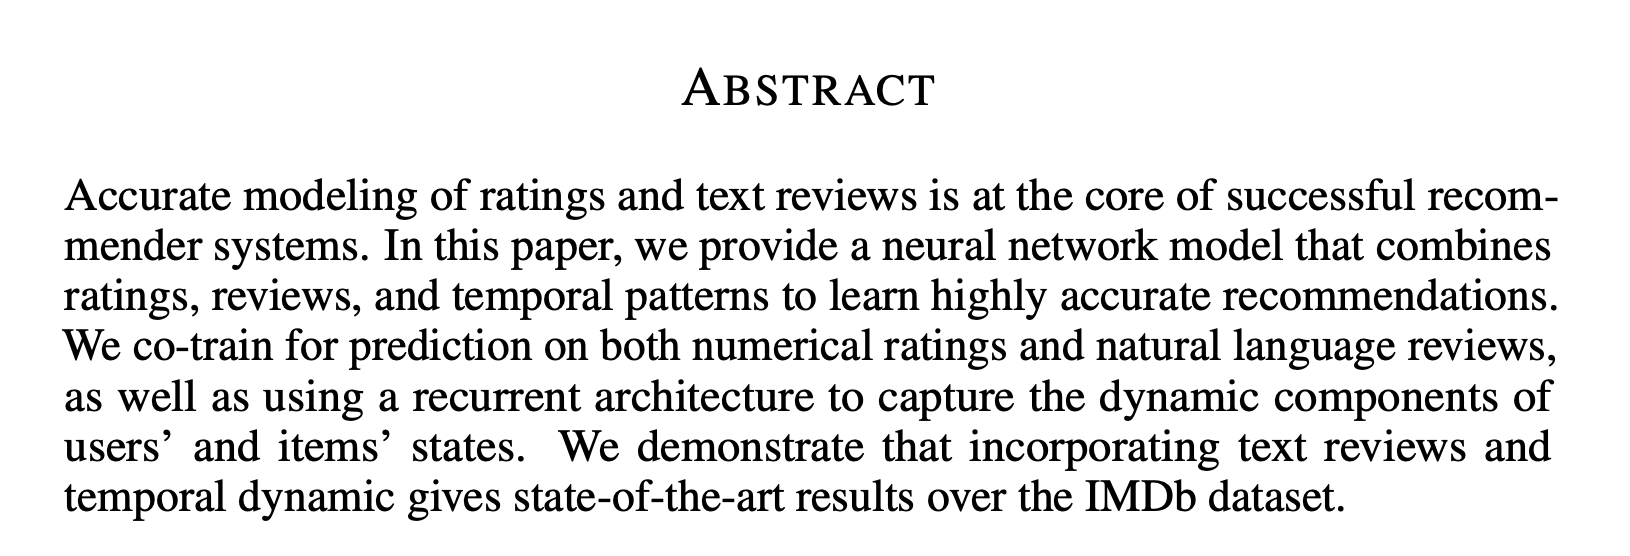 ABSTRACT
Accurate modeling of ratings and text reviews is at the core of successful recom-
mender systems. In this paper, we provide a neural network model that combines
ratings, reviews, and temporal patterns to learn highly accurate recommendations.
We co-train for prediction on both numerical ratings and natural language reviews,
as well as using a recurrent architecture to capture the dynamic components of
users’ and items’ states. We demonstrate that incorporating text reviews and
temporal dynamic gives state-of-the-art results over the IMDb dataset.